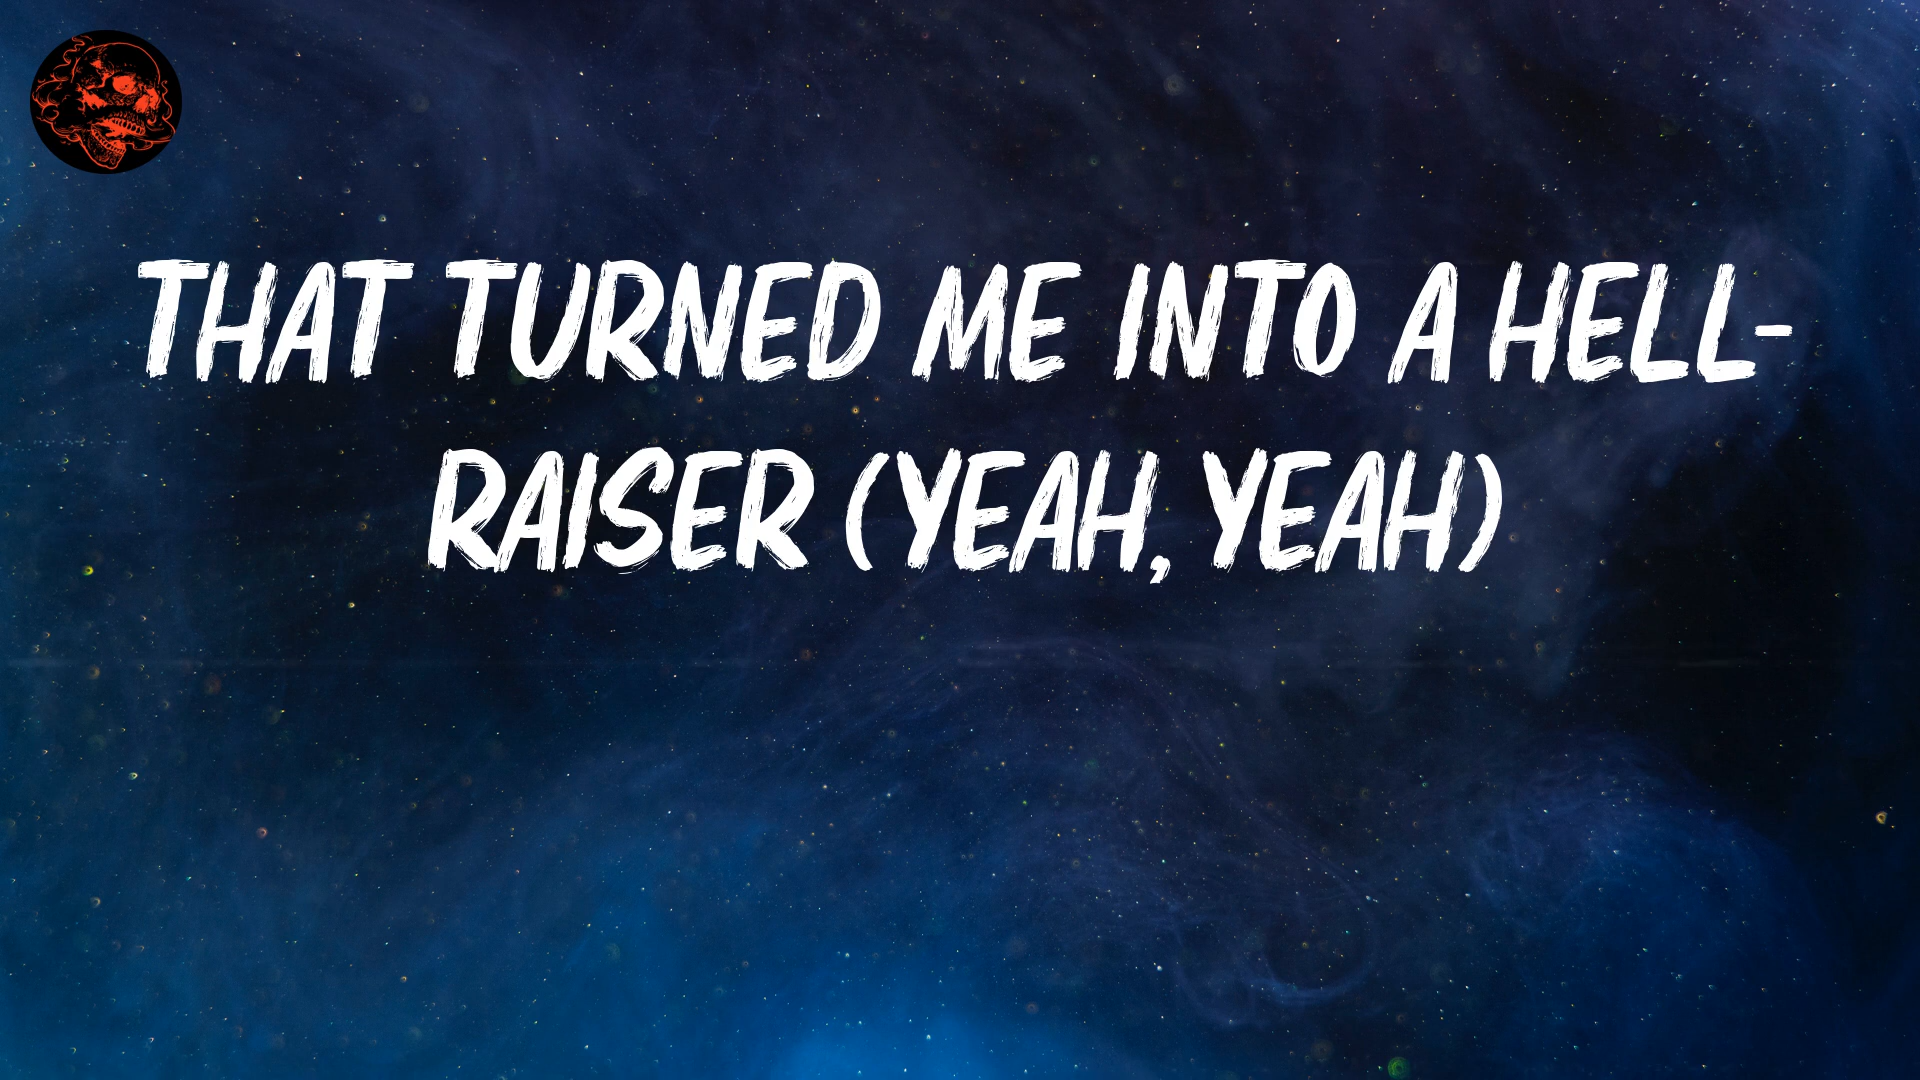 THAT TURNED ME INTO A HELL-
RAISER (YEAH, YEAH)